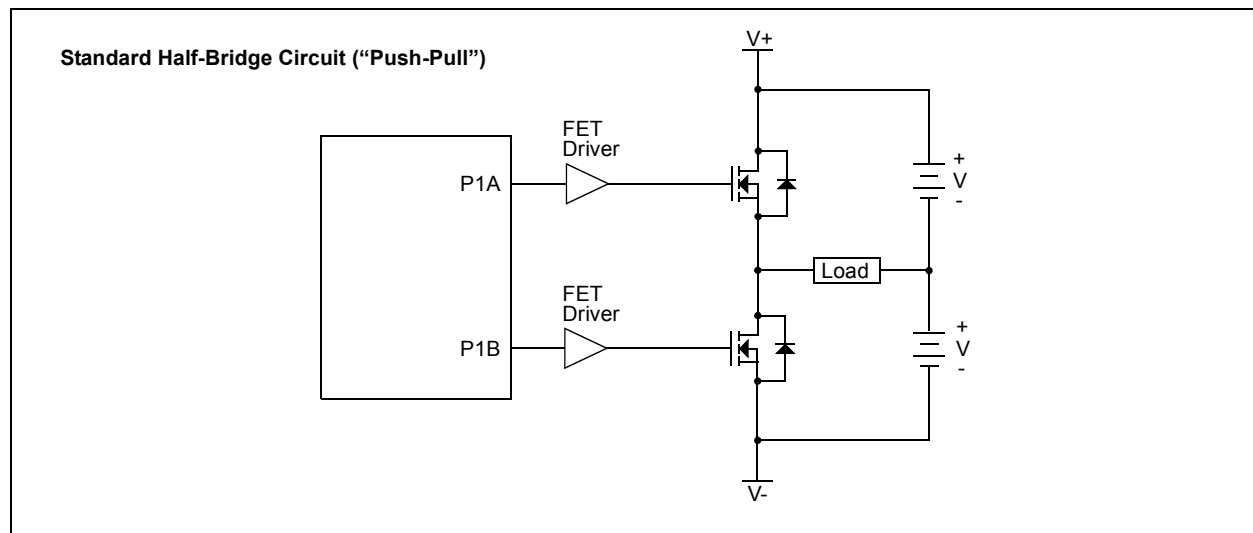 Standard Half-Bridge Circuit (“Push-Pull”)
V+
FET
Driver
P1A
+
V
-
Load
FET
Driver
P1B
+
V
-
V-